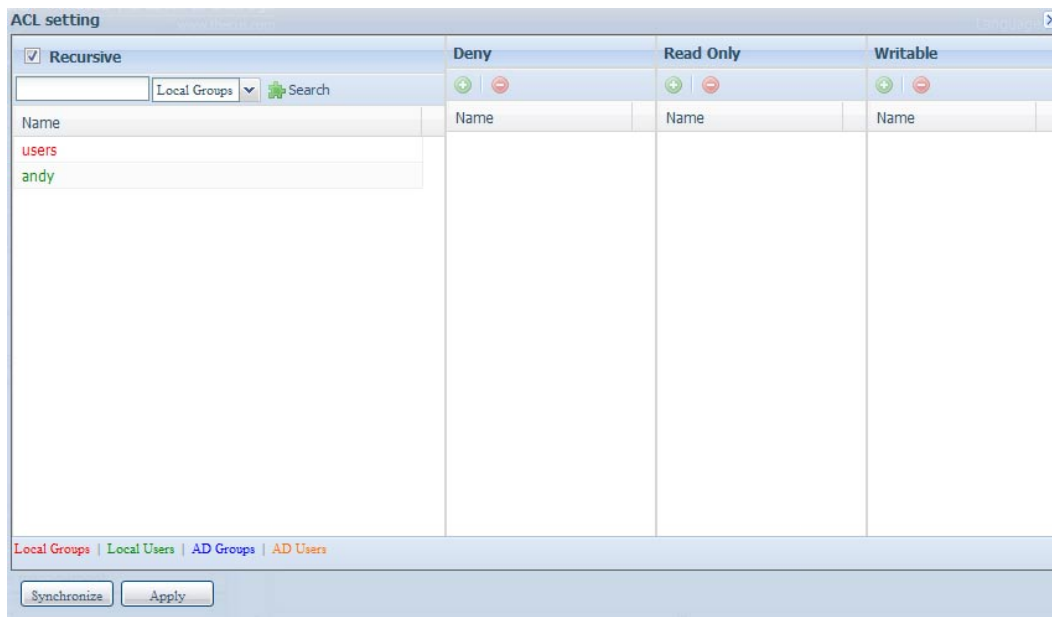 ACL setting
Recursive
Deny
Read Only
Writable
Local Groups
Search
Name
Name
Name
Name
users
andy
Local Groups | Local Users | AD Groups | AD Users
Synchronize
Apply